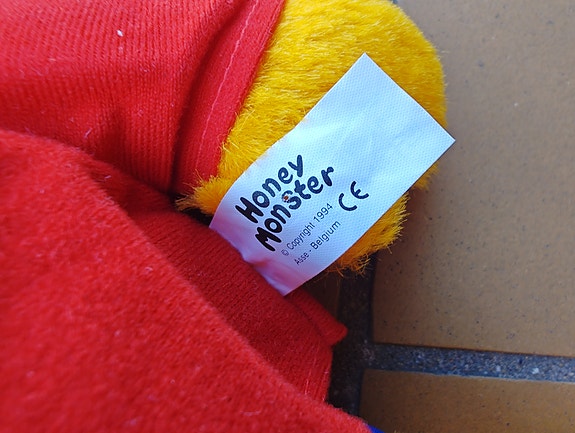 Honey
Monster
© Copyright 1994
Asse - Belgium
CE